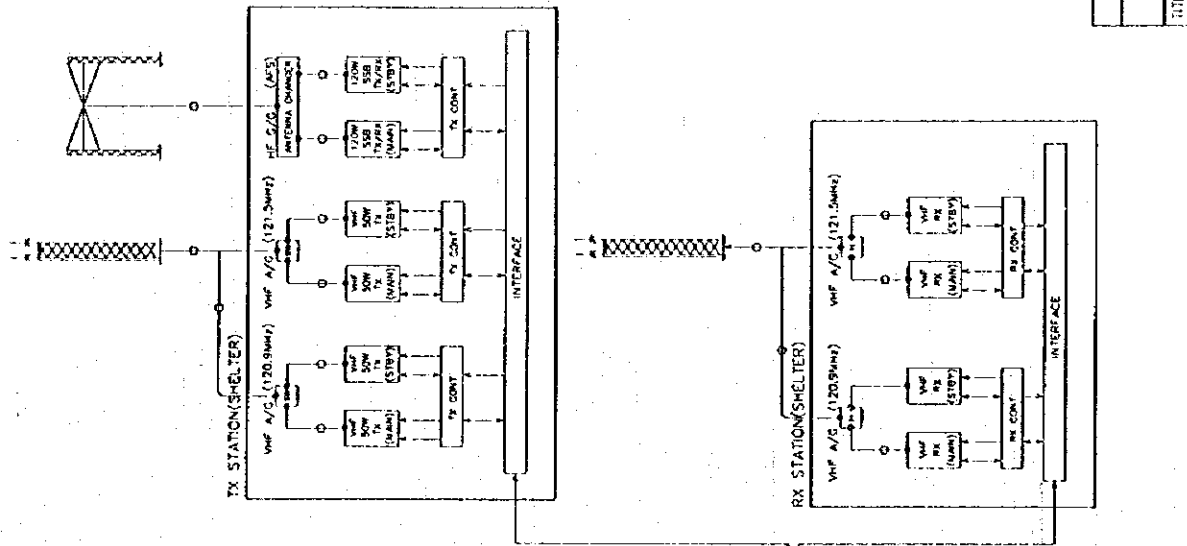 TX STATION(SHELTER)
VHF A/G (120.9MHz)
VHF A/G (121.5MHz)
HF G/G (AFS)
ANTENNA CHANGER
VHF
50W
TX
(MAIN)
VHF
50W
TX
(STBY)
VHF
50W
TX
(MAIN)
VHF
50W
TX
(STBY)
120W
SSB
TX/RX
(MAIN)
120W
SSB
TX/RX
(STBY)
TX CONT
TX CONT
TX CONT
INTERFACE
RX STATION(SHELTER)
VHF A/G (120.9MHz)
VHF A/G (121.5MHz)
VHF
RX
(MAIN)
VHF
RX
(STBY)
VHF
RX
(MAIN)
VHF
RX
(STBY)
RX CONT
RX CONT
INTERFACE